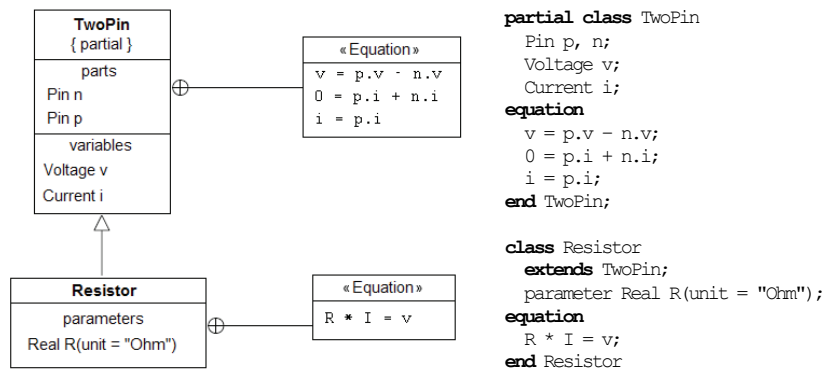 TwoPin
{ partial }
parts
Pin n
Pin p
variables
Voltage v
Current i
«Equation»
v = p.v - n.v
0 = p.i + n.i
i = p.i
Resistor
parameters
Real R(unit = "Ohm")
«Equation»
R * I = v
partial class TwoPin
Pin p, n;
Voltage v;
Current i;
equation
v = p.v – n.v;
0 = p.i + n.i;
i = p.i;
end TwoPin;
class Resistor
extends TwoPin;
parameter Real R(unit = "Ohm");
equation
R * I = v;
end Resistor